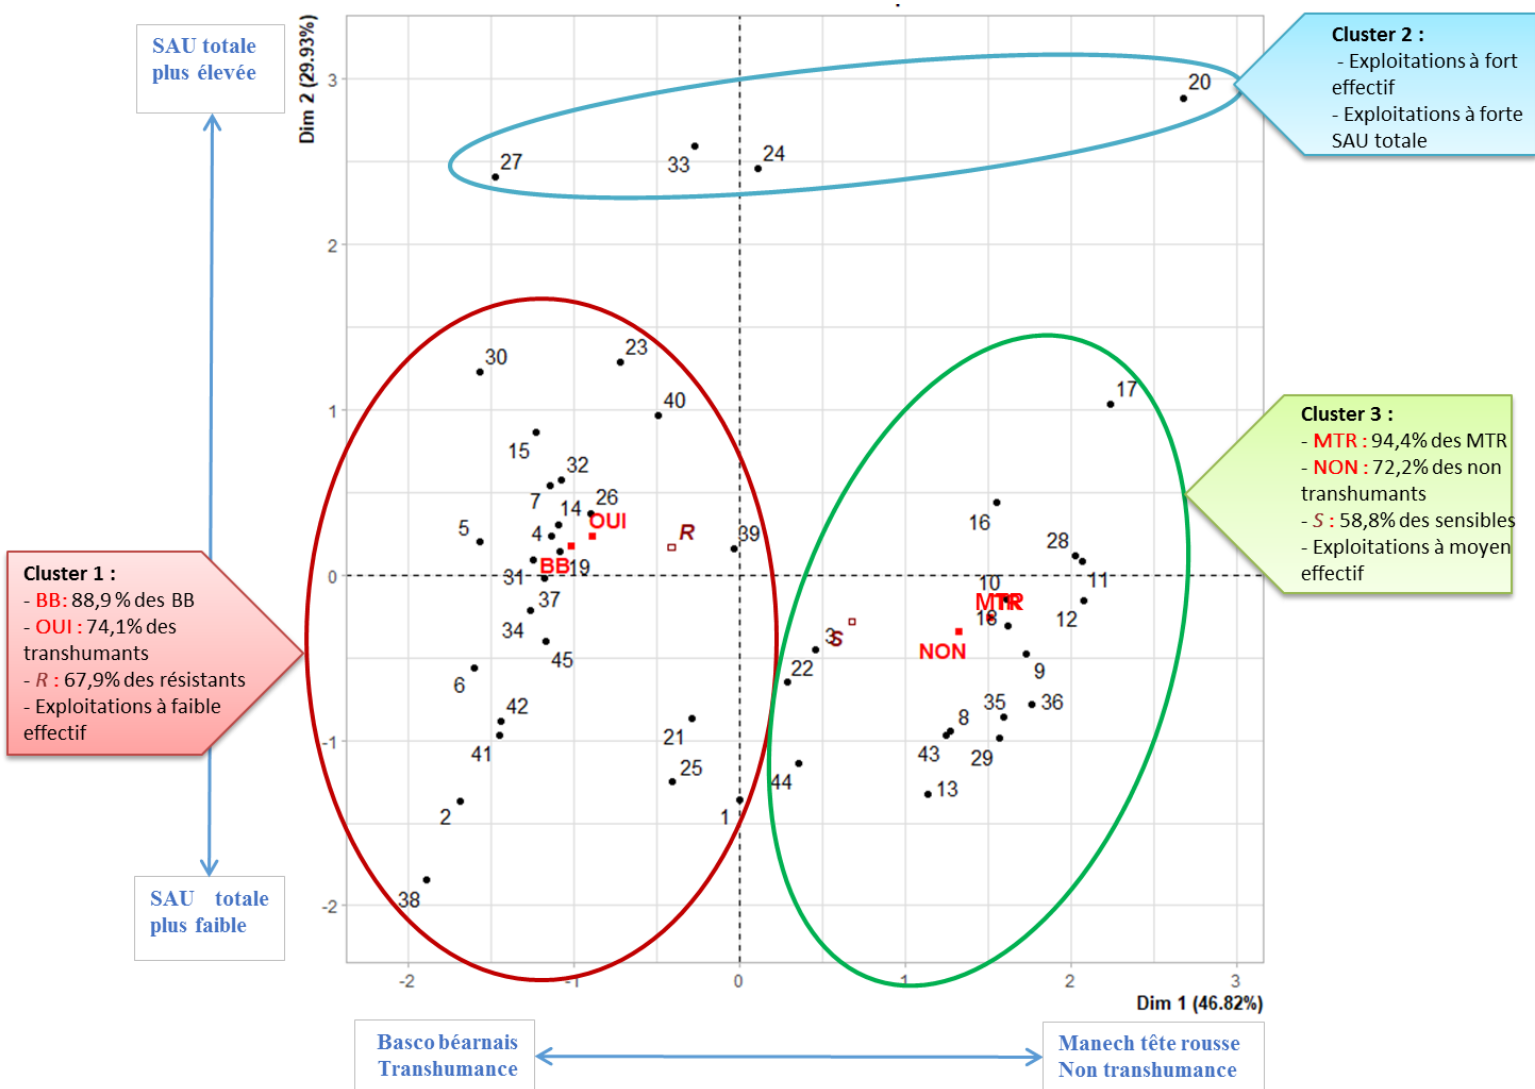 SAU totale
plus élevée
Dim 2 (29.93%)
Cluster 2 :
- Exploitations à fort
effectif
- Exploitations à forte
SAU totale
3
2
1
0
-1
-2
20
27
33
24
30
23
40
15
32
7
14
26
OUI
5
4
R
39
BB
19
31
37
34
45
6
42
41
21
25
2
1
38
17
16
28
10
11
MTR
18
12
3
S
NON
22
9
35
36
8
43
29
44
13
Cluster 1 :
- BB: 88,9 % des BB
- OUI : 74,1% des
transhumants
- R : 67,9% des résistants
- Exploitations à faible
effectif
Cluster 3 :
- MTR : 94,4% des MTR
- NON : 72,2% des non
transhumants
- S : 58,8% des sensibles
- Exploitations à moyen
effectif
SAU totale
plus faible
-2
-1
0
1
2
3
Dim 1 (46.82%)
Basco béarnais
Transhumance
Manech tête rousse
Non transhumance